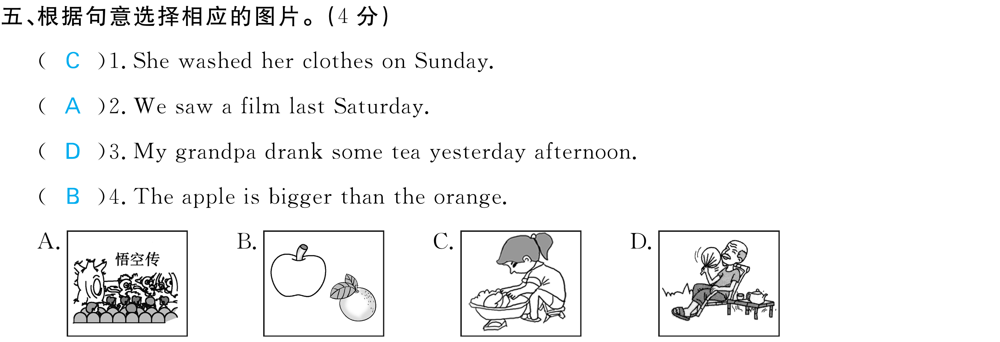 五、根据句意选择相应的图片。(4 分)
( C )1. She washed her clothes on Sunday.
( A )2. We saw a film last Saturday.
( D )3. My grandpa drank some tea yesterday afternoon.
( B )4. The apple is bigger than the orange.
A. B. C. D.
悟空传